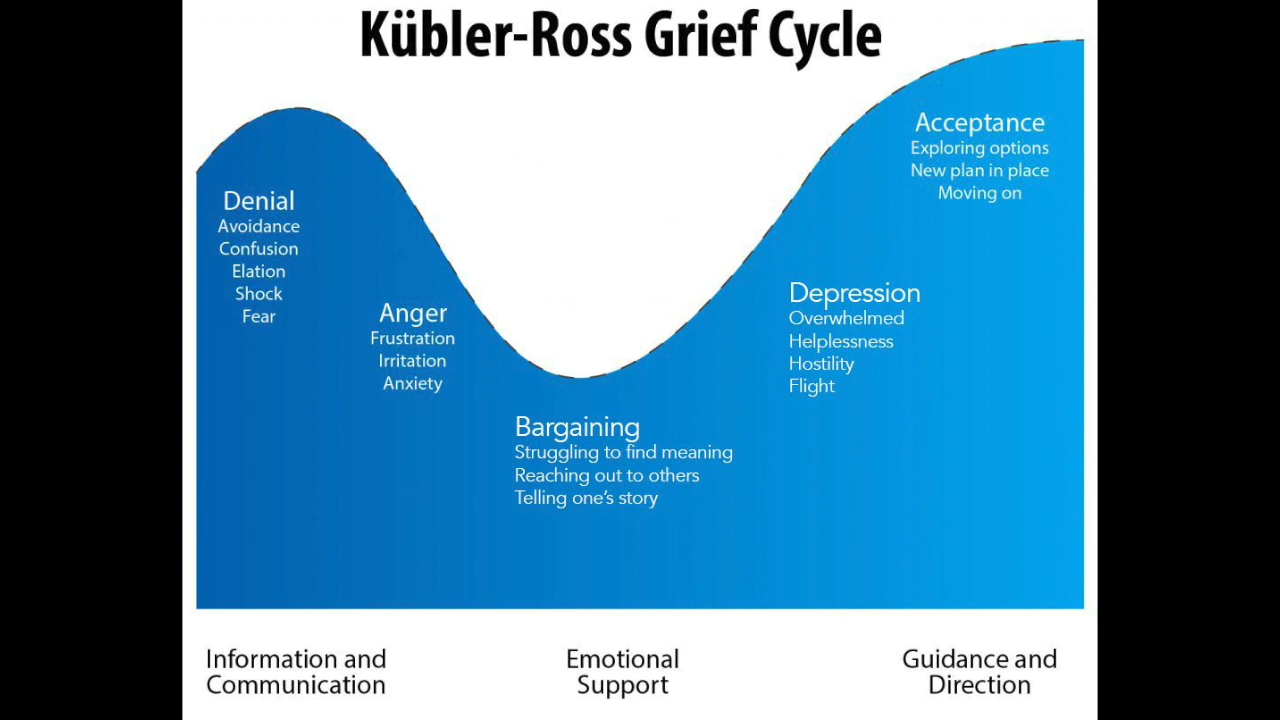 Kübler-Ross Grief Cycle
Denial
Avoidance
Confusion
Elation
Shock
Fear
Anger
Frustration
Irritation
Anxiety
Bargaining
Struggling to find meaning
Reaching out to others
Telling one’s story
Depression
Overwhelmed
Helplessness
Hostility
Flight
Acceptance
Exploring options
New plan in place
Moving on
Information and
Communication
Emotional
Support
Guidance and
Direction